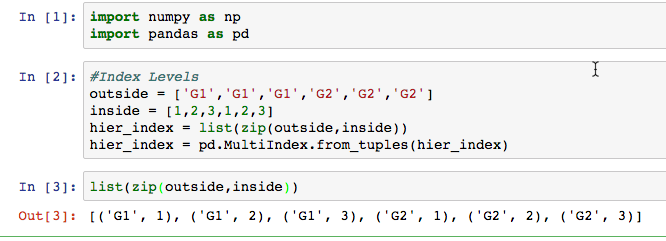 In [1]: import numpy as np
import pandas as pd
In [2]: #Index Levels
outside = ['G1','G1','G1','G2','G2','G2']
inside = [1,2,3,1,2,3]
hier_index = list(zip(outside,inside))
hier_index = pd.MultiIndex.from_tuples(hier_index)
In [3]: list(zip(outside,inside))
Out[3]: [('G1', 1), ('G1', 2), ('G1', 3), ('G2', 1), ('G2', 2), ('G2', 3)]